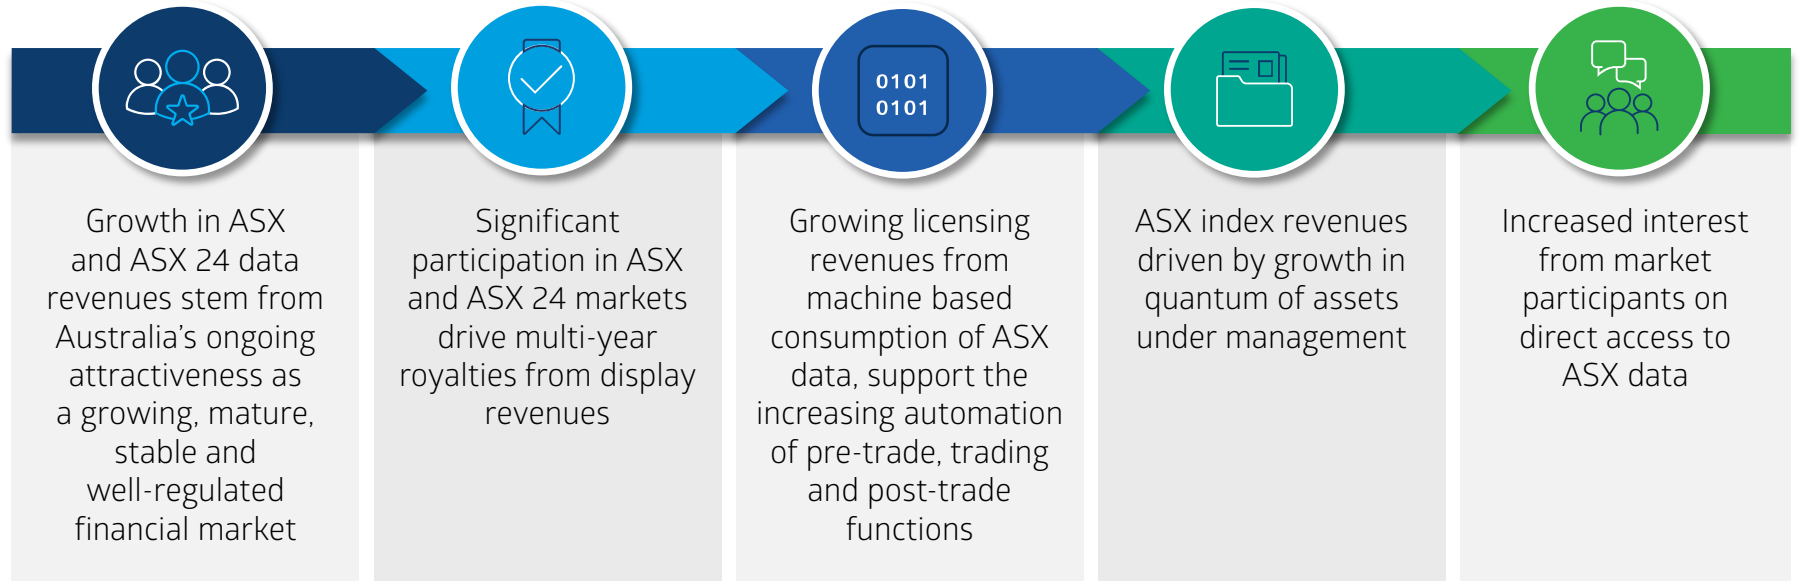 0101
0101
Growth in ASX
and ASX 24 data
revenues stem from
Australia’s ongoing
attractiveness as
a growing, mature,
stable and
well-regulated
financial market
Significant
participation in ASX
and ASX 24 markets
drive multi-year
royalties from display
revenues
Growing licensing
revenues from
machine based
consumption of ASX
data, support the
increasing automation
of pre-trade, trading
and post-trade
functions
ASX index revenues
driven by growth in
quantum of assets
under management
Increased interest
from market
participants on
direct access to
ASX data